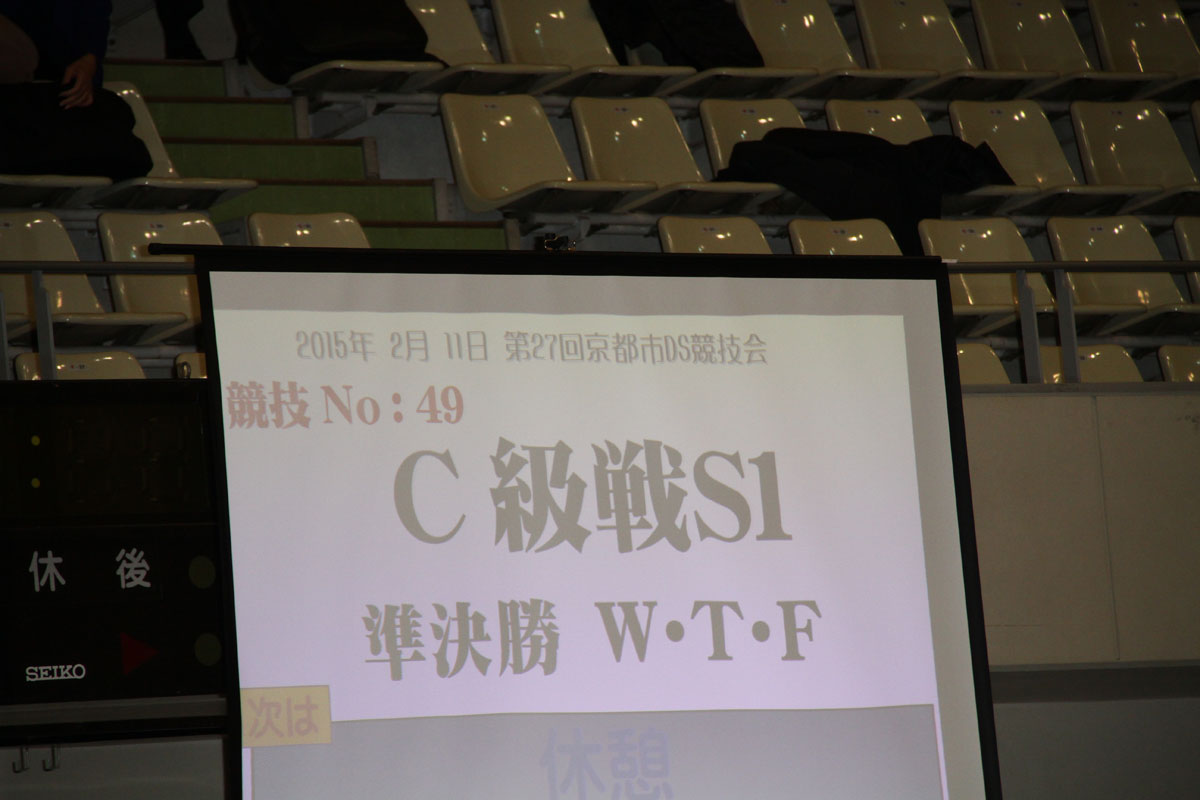 2015年 2月 11日 第27回京都市DS競技会
競技 No：49
C 級戦S1
準決勝 W・T・F
次は
休憩
休 後
SEIKO